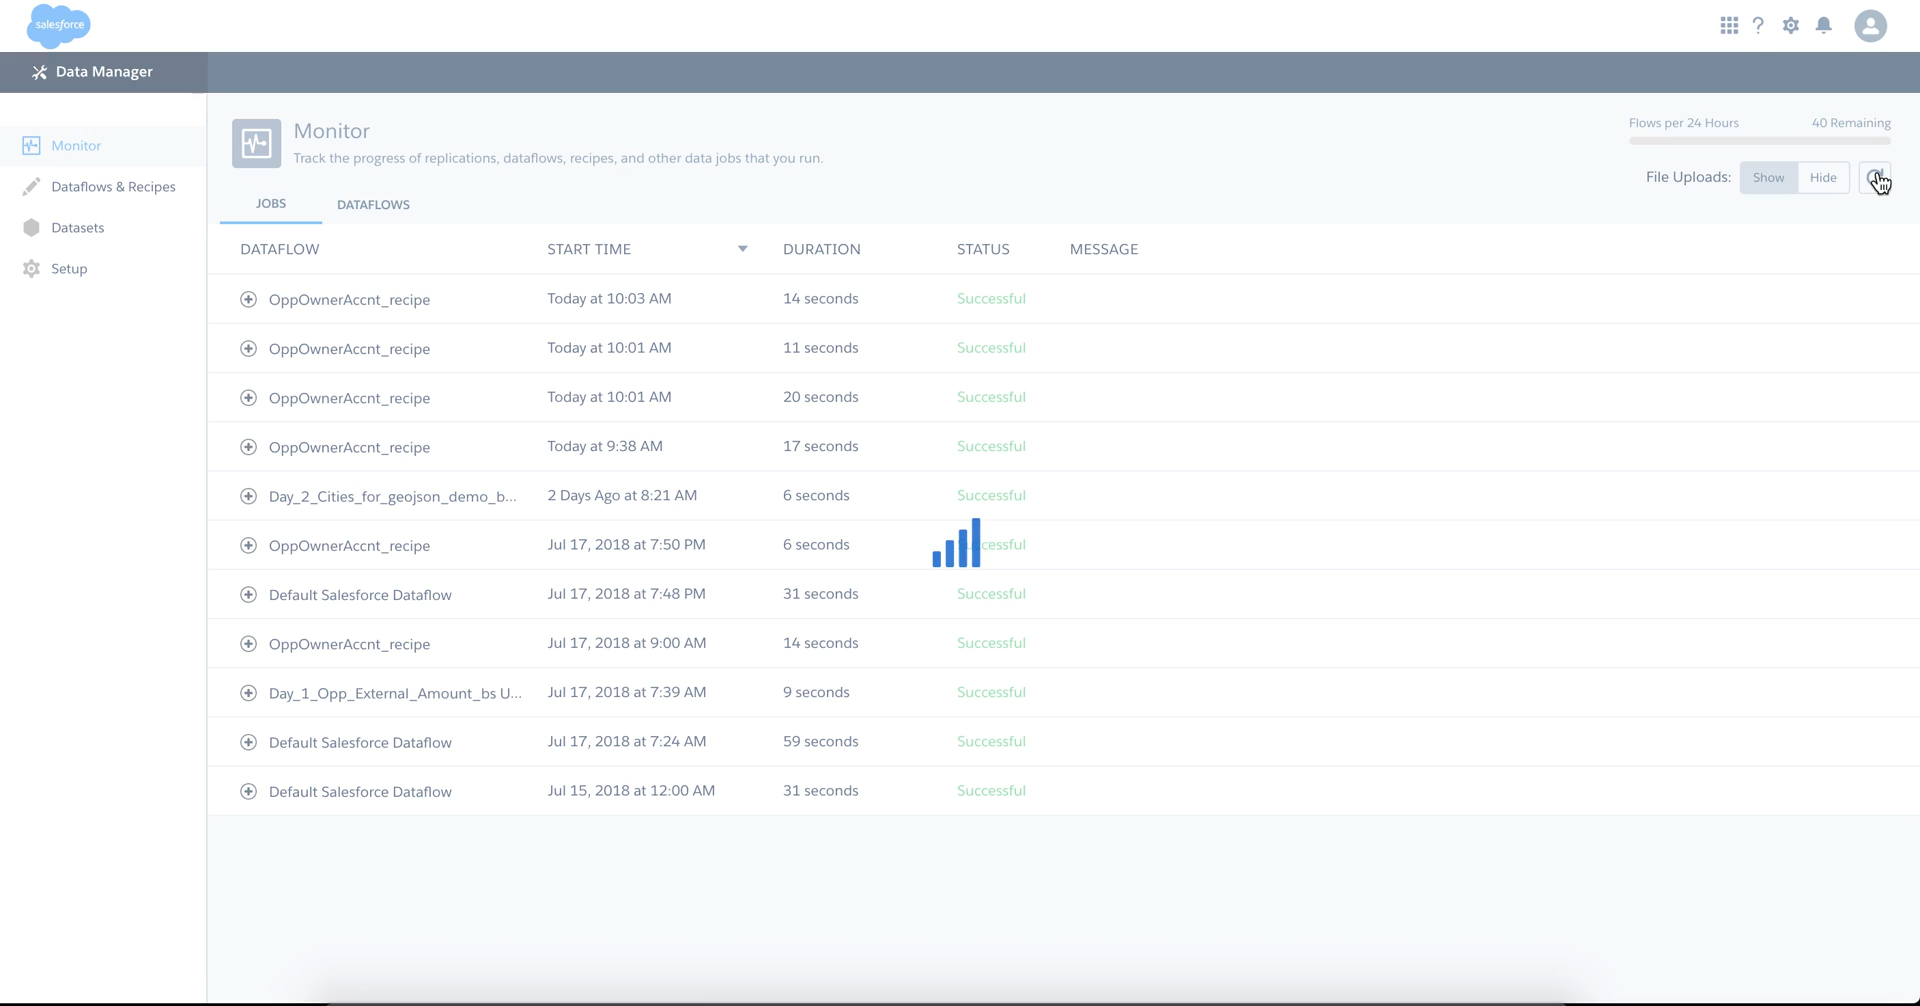 salesforce
?
Data Manager
Monitor
Dataflows & Recipes
Datasets
Setup
Monitor
Track the progress of replications, dataflows, recipes, and other data jobs that you run.
Flows per 24 Hours 40 Remaining
File Uploads: Show Hide
JOBS DATAFLOWS
DATAFLOW START TIME DURATION STATUS MESSAGE
OppOwnerAccnt_recipe Today at 10:03 AM 14 seconds Successful
OppOwnerAccnt_recipe Today at 10:01 AM 11 seconds Successful
OppOwnerAccnt_recipe Today at 10:01 AM 20 seconds Successful
OppOwnerAccnt_recipe Today at 9:38 AM 17 seconds Successful
Day_2_Cities_for_geojson_demo_b... 2 Days Ago at 8:21 AM 6 seconds Successful
OppOwnerAccnt_recipe Jul 17, 2018 at 7:50 PM 6 seconds Successful
Default Salesforce Dataflow Jul 17, 2018 at 7:48 PM 31 seconds Successful
OppOwnerAccnt_recipe Jul 17, 2018 at 9:00 AM 14 seconds Successful
Day_1_Opp_External_Amount_bs U... Jul 17, 2018 at 7:39 AM 9 seconds Successful
Default Salesforce Dataflow Jul 17, 2018 at 7:24 AM 59 seconds Successful
Default Salesforce Dataflow Jul 15, 2018 at 12:00 AM 31 seconds Successful